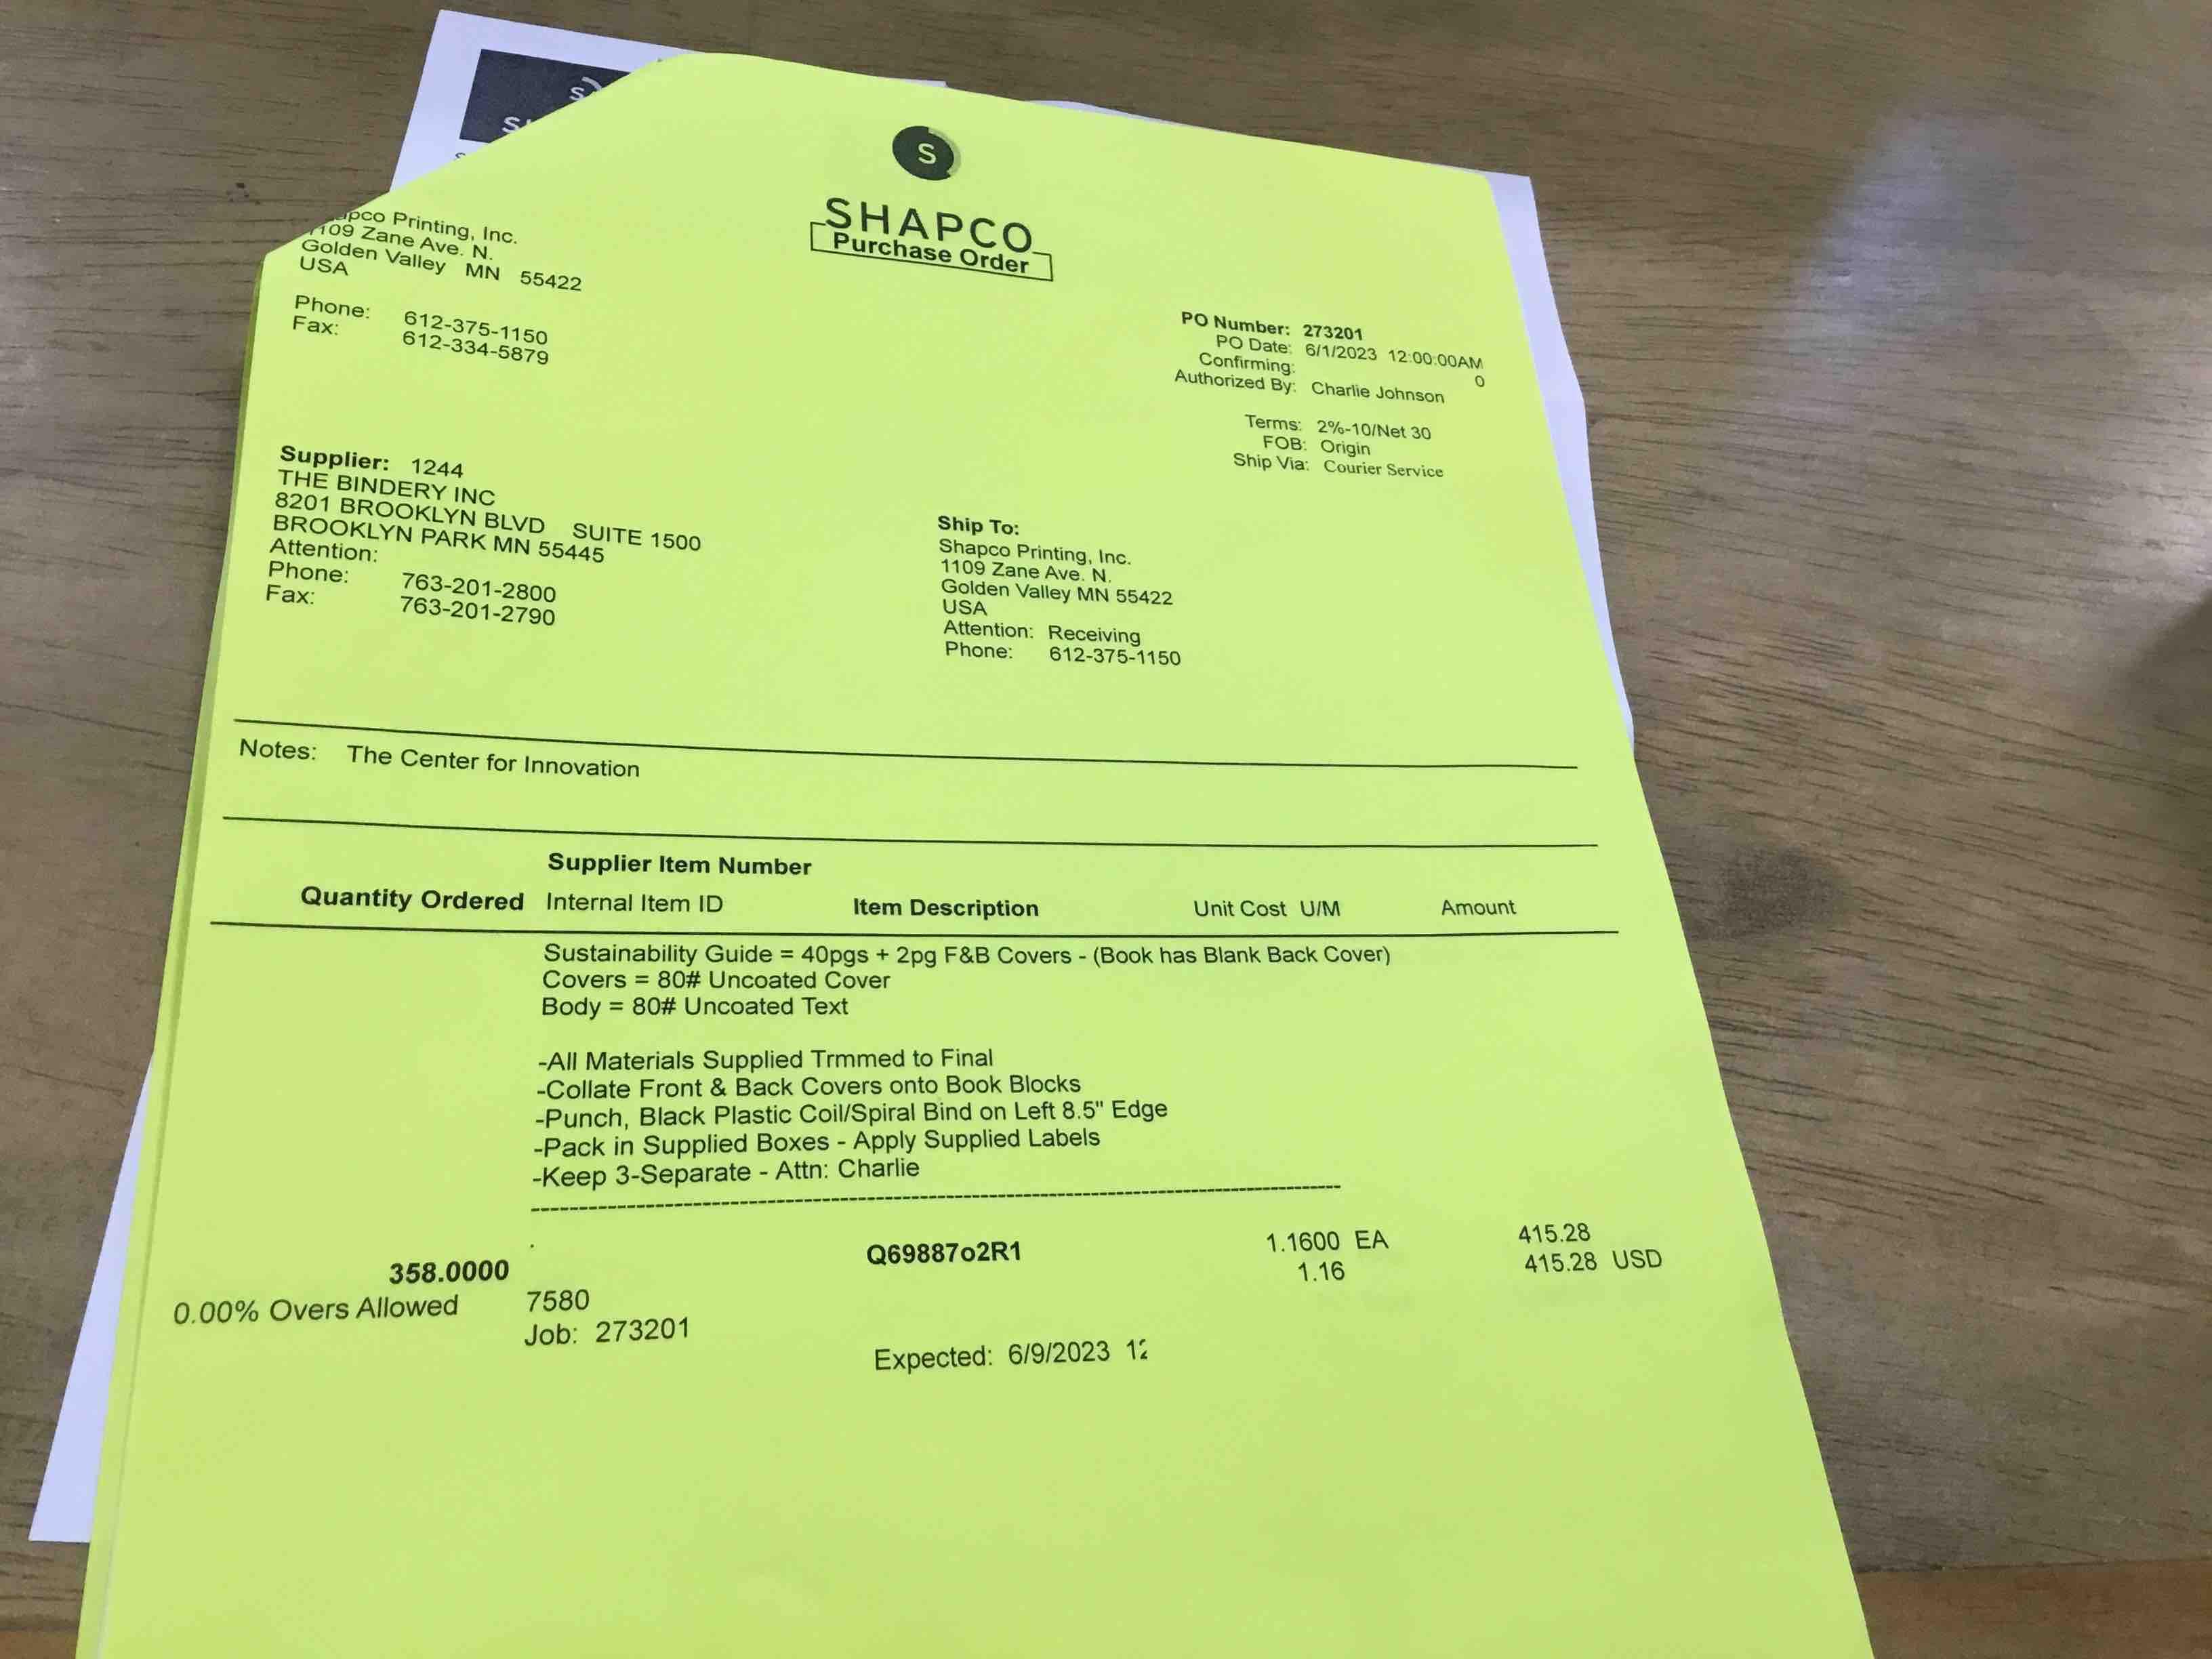 S
SHAPCO
Purchase Order
Printing, Inc.
Zane Ave. N.
Golden Valley MN 55422
USA
Phone: 612-375-1150
Fax: 612-334-5879
PO Number: 273201
PO Date: 6/1/2023 12:00:00AM
Confirming: 0
Authorized By: Charlie Johnson
Terms: 2%-10/Net 30
FOB: Origin
Ship Via: Courier Service
Supplier: 1244
THE BINDERY INC
8201 BROOKLYN BLVD SUITE 1500
BROOKLYN PARK MN 55445
Attention:
Phone: 763-201-2800
Fax: 763-201-2790
Ship To:
Shapco Printing, Inc.
1109 Zane Ave. N.
Golden Valley MN 55422
USA
Attention: Receiving
Phone: 612-375-1150
Notes: The Center for Innovation
Supplier Item Number
Quantity Ordered Internal Item ID Item Description Unit Cost U/M Amount
Sustainability Guide = 40pgs + 2pg F&B Covers - (Book has Blank Back Cover)
Covers = 80# Uncoated Cover
Body = 80# Uncoated Text
-All Materials Supplied Trmmed to Final
-Collate Front & Back Covers onto Book Blocks
-Punch, Black Plastic Coil/Spiral Bind on Left 8.5" Edge
-Pack in Supplied Boxes - Apply Supplied Labels
-Keep 3-Separate - Attn: Charlie
--------------------------------------------------------------------------------
358.0000 . Q69887o2R1 1.1600 EA 415.28
1.16 415.28 USD
0.00% Overs Allowed 7580
Job: 273201
Expected: 6/9/2023